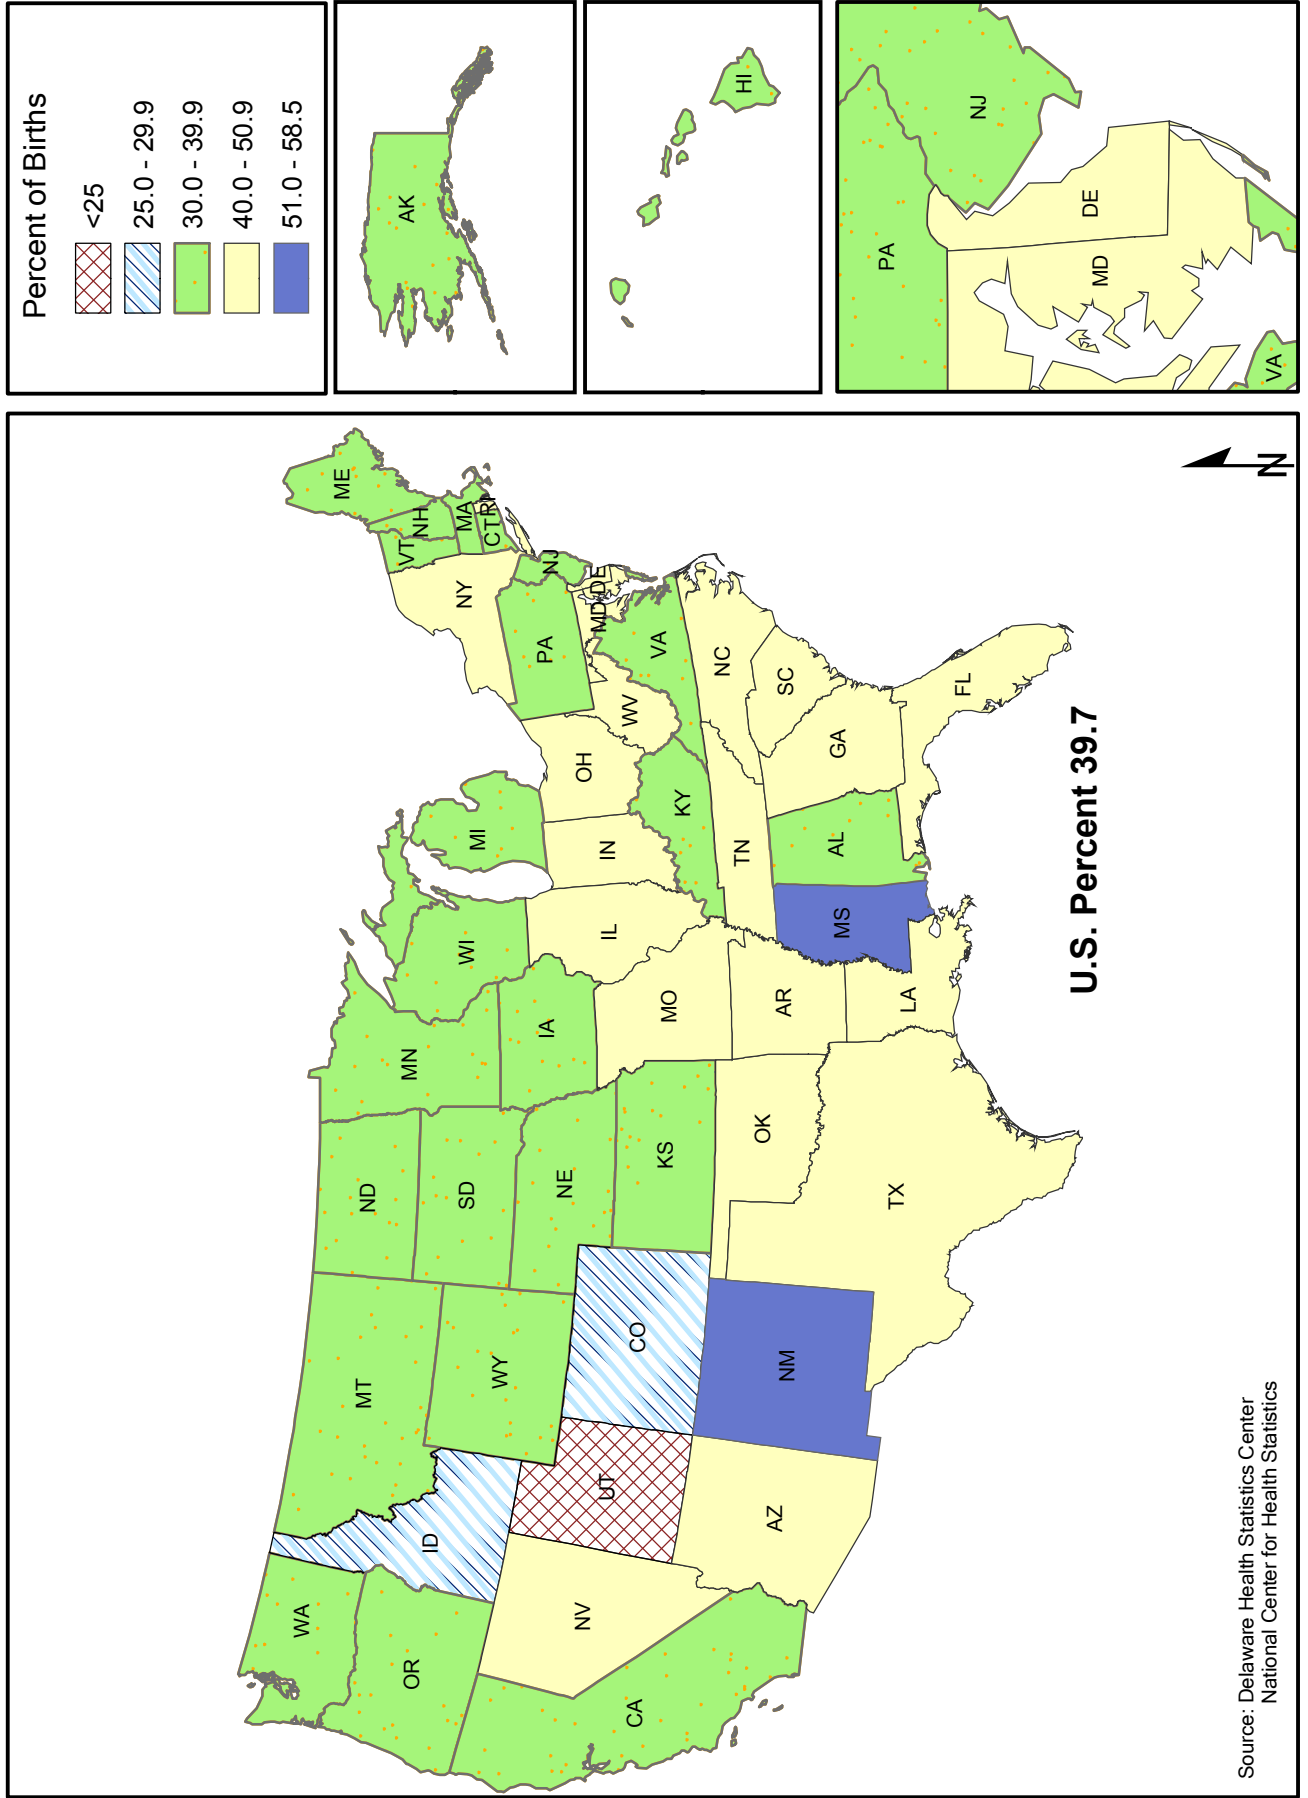 Percent of Births
<25
25.0 - 29.9
30.0 - 39.9
40.0 - 50.9
51.0 - 58.5
AK
HI
PA
NJ
DE
MD
VA
WA
OR
CA
NV
ID
MT
WY
UT
AZ
CO
NM
ND
SD
NE
KS
OK
TX
MN
IA
MO
AR
LA
WI
IL
MS
MI
IN
KY
TN
AL
OH
WV
GA
FL
SC
NC
VA
PA
NY
MD
DE
NJ
VT
NH
ME
MA
CT
RI
U.S. Percent 39.7
N
Source: Delaware Health Statistics Center
National Center for Health Statistics